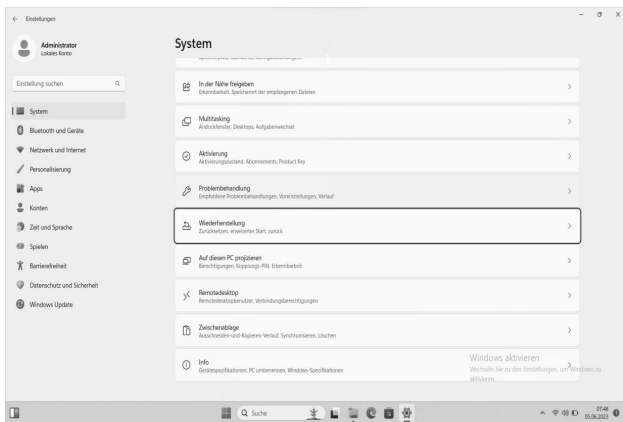 Einstellungen
Administrator
Lokales Konto
Einstellung suchen
System
Bluetooth und Geräte
Netzwerk und Internet
Personalisierung
Apps
Konten
Zeit und Sprache
Spielen
Barrierefreiheit
Datenschutz und Sicherheit
Windows Update
System
In der Nähe freigeben
Erkennbarkeit, Speicherort der empfangenen Dateien
Multitasking
Andockfenster, Desktops, Aufgabenwechsel
Aktivierung
Aktivierungszustand, Abonnements, Product Key
Problembehandlung
Empfohlene Problembehandlungen, Voreinstellungen, Verlauf
Wiederherstellung
Zurücksetzen, erweiterter Start, zurück
Auf diesen PC projizieren
Berechtigungen, Kopplungs-PIN, Erkennbarkeit
Remotedesktop
Remotedesktopbenutzer, Verbindungsberechtigungen
Zwischenablage
Ausschneiden-und-Kopieren-Verlauf, Synchronisieren, Löschen
Info
Gerätespezifikationen, PC umbenennen, Windows-Spezifikationen
Windows aktivieren
Wechseln Sie zu den Einstellungen, um Windows zu
aktivieren.
Suche
07:48
05.06.2023